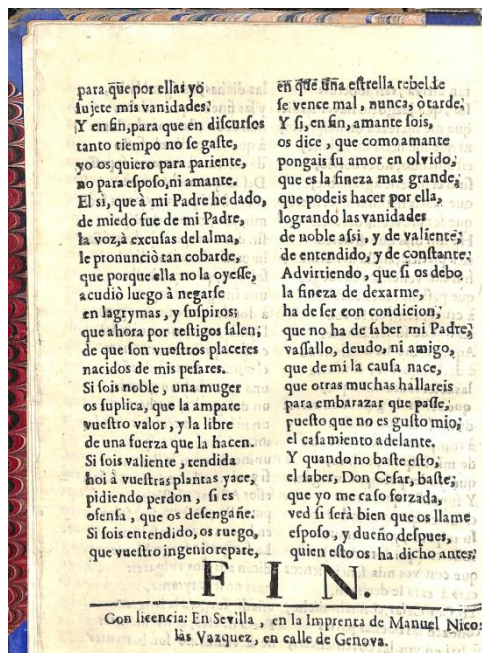 para que por ellas yo
sujete mis vanidades.
Y en fin, para que en discursos
tanto tiempo no se gaste,
yo os quiero para pariente,
no para esposo, ni amante.
El sì, que à mi Padre he dado,
de miedo fue de mi Padre,
la voz, à excusas del alma,
le pronunciò tan cobarde,
que porque ella no la oyesse,
acudiò luego à negarse
en lagrymas, y suspiros;
que ahora por testigos salen;
de que son vuestros placeres
nacidos de mis pesares.
Si sois noble, una muger
os suplica, que la ampare
vuestro valor, y la libre
de una fuerza que la hacen.
Si sois valiente, rendida
hoi à vuestras plantas yace,
pidiendo perdon, si es
ofensa, que os desengañe.
Si sois entendido, os ruego,
que vuestro ingenio repare,
en que una estrella rebelde
se vence mal, nunca, ò tarde;
Y si, en fin, amante sois,
os dice, que como amante
pongais su amor en olvido;
que es la fineza mas grande,
que podeis hacer por ella,
logrando las vanidades
de noble assi, y de valiente;
de entendido, y de constante.
Advirtiendo, que si os debo
la fineza de dexarme,
ha de ser con condicion;
que no ha de saber mi Padre,
vassallo, deudo, ni amigo,
que de mi la causa nace,
que otras muchas hallareis
para embarazar que passe,
puesto que no es gusto mio;
el casamiento adelante.
Y quando no baste esto,
el saber, Don Cesar, baste;
que yo me caso forzada,
ved si serà bien que os llame
esposo, y dueño despues,
quien esto os ha dicho antes.
FIN.
Con licencia: En Sevilla, en la Imprenta de Manuel Nico-
làs Vazquez, en calle de Genova.